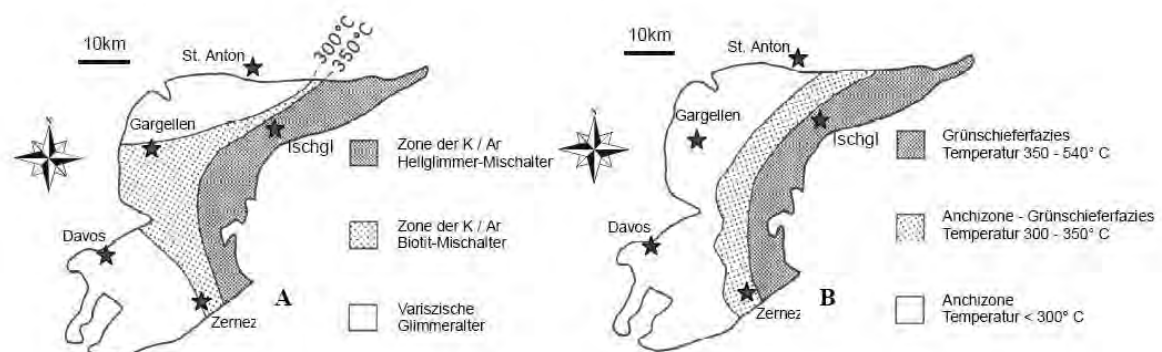 10km
St. Anton
300°C
350°C
Gargellen
N
Ischgl
Davos
Zernez
A
Zone der K / Ar
Hellglimmer-Mischalter
Zone der K / Ar
Biotit-Mischalter
Variszische
Glimmeralter
10km
St. Anton
Gargellen
N
Ischgl
Davos
Zernez
B
Grünschieferfazies
Temperatur 350 - 540° C
Anchizone - Grünschieferfazies
Temperatur 300 - 350° C
Anchizone
Temperatur < 300° C